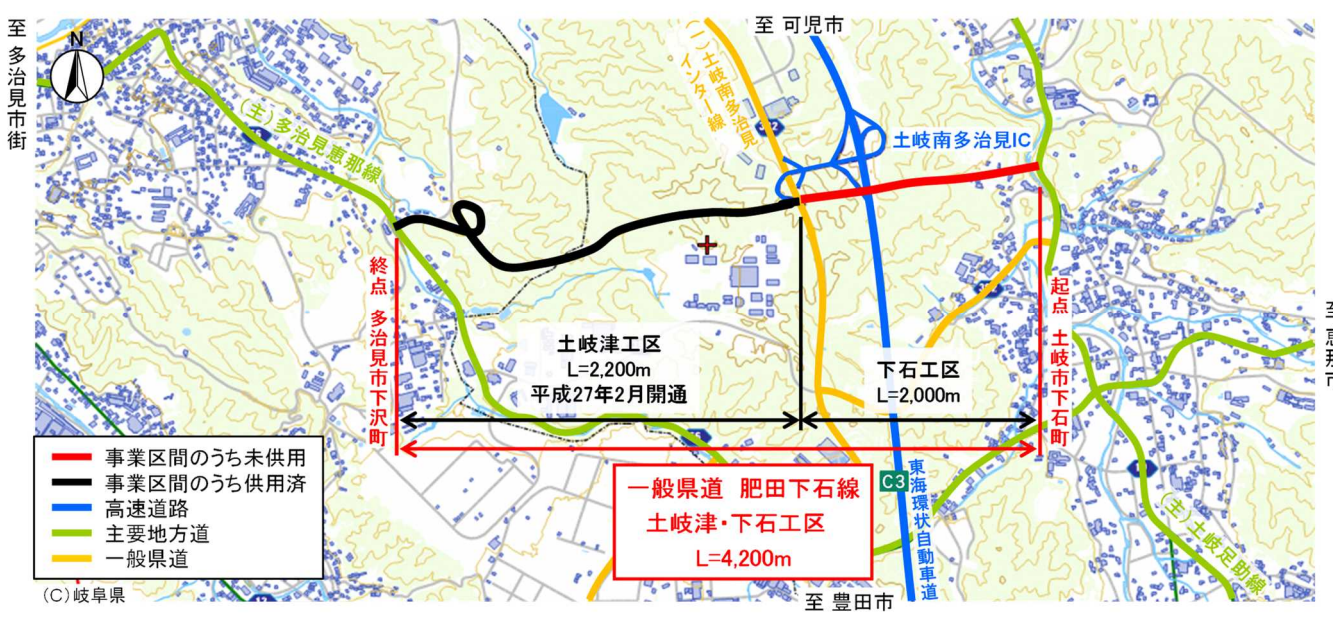 至 可児市
至 多治見市街
N
(主)多治見恵那線
(一)土岐南多治見
インター線
土岐南多治見IC
終点 多治見市下沢町
起点 土岐市下石町
至 恵那市
土岐津工区
L=2,200m
平成27年2月開通
下石工区
L=2,000m
事業区間のうち未供用
事業区間のうち供用済
高速道路
主要地方道
一般県道
一般県道 肥田下石線
土岐津・下石工区
L=4,200m
C3
東海環状自動車道
(主)土岐足助線
(C)岐阜県
至 豊田市